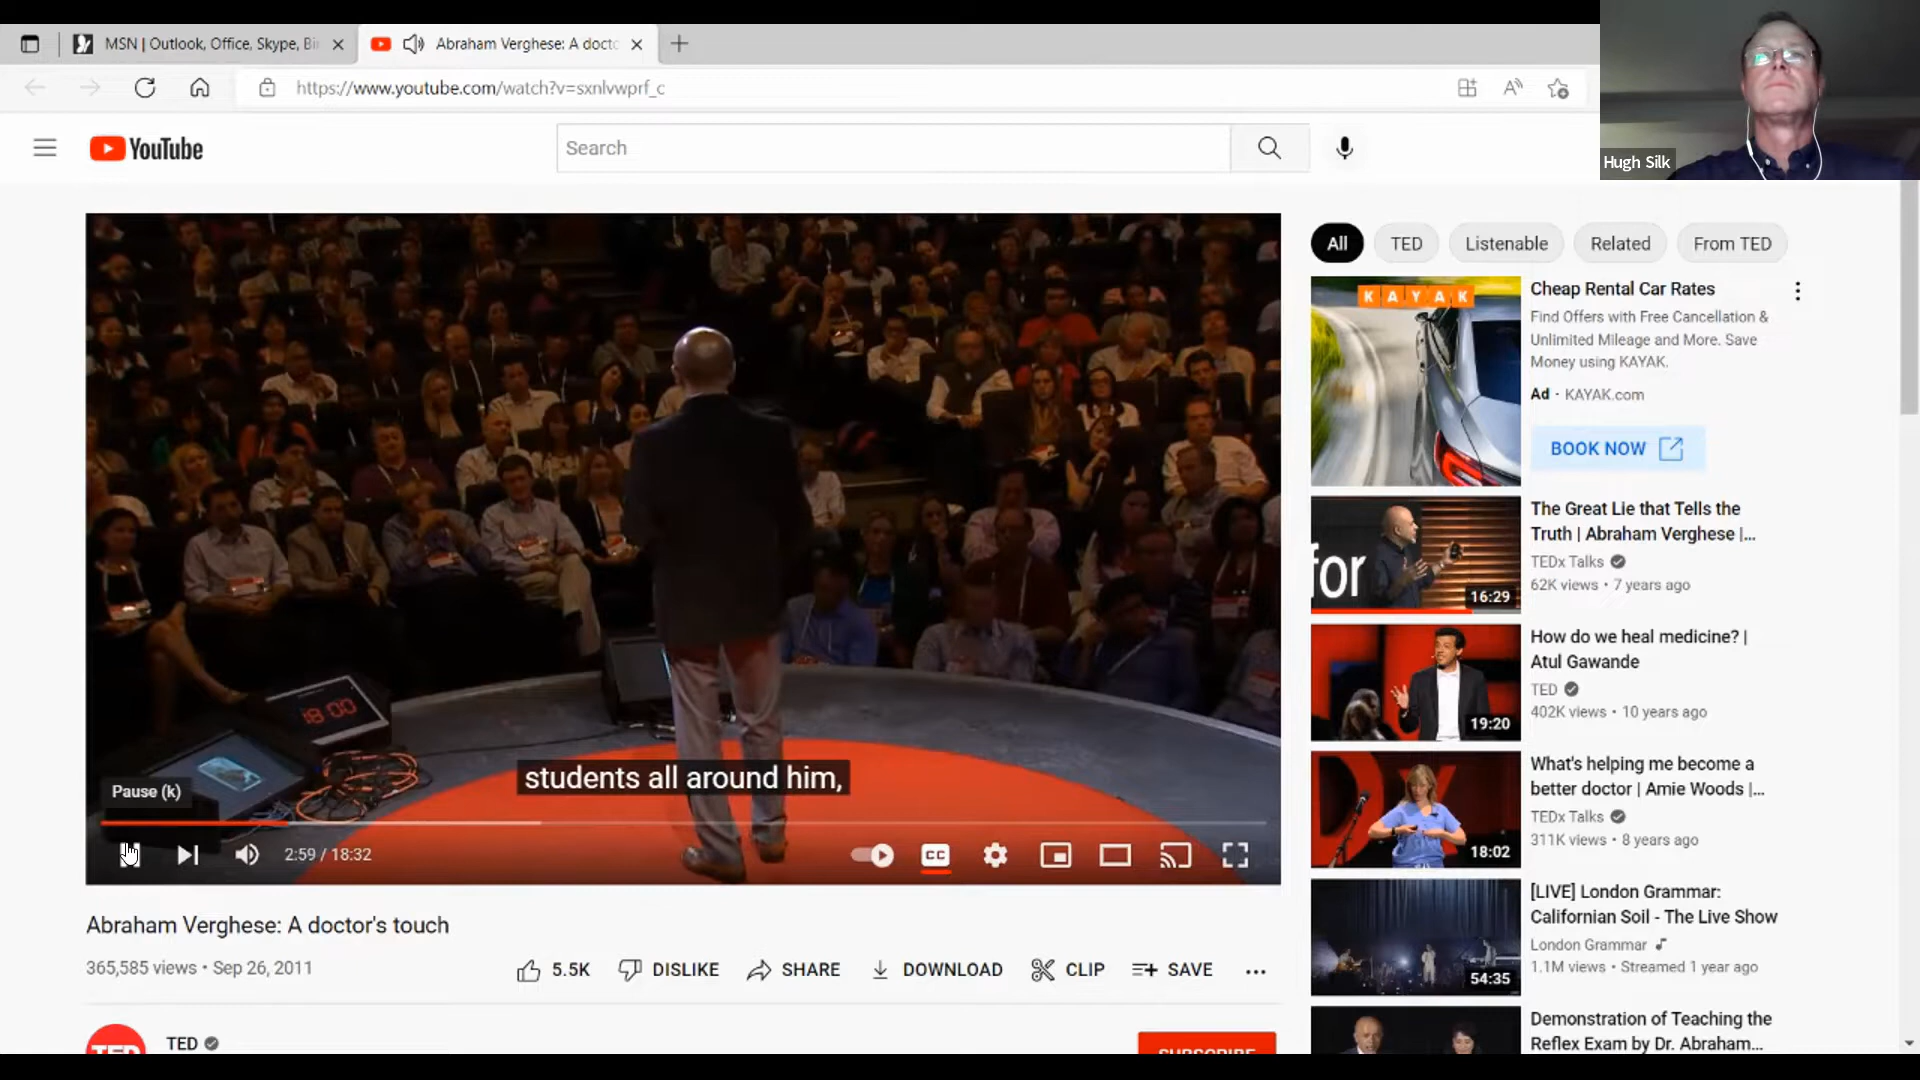 MSN | Outlook, Office, Skype, Bi
Abraham Verghese: A docto
https://www.youtube.com/watch?v=sxnlvwprf_c
Hugh Silk
YouTube
Search
All
TED
Listenable
Related
From TED
KAYAK
Cheap Rental Car Rates
Find Offers with Free Cancellation &
Unlimited Mileage and More. Save
Money using KAYAK.
Ad · KAYAK.com
BOOK NOW
for
16:29
The Great Lie that Tells the
Truth | Abraham Verghese |...
TEDx Talks
62K views · 7 years ago
19:20
How do we heal medicine? |
Atul Gawande
TED
402K views · 10 years ago
18:02
What's helping me become a
better doctor | Amie Woods |...
TEDx Talks
311K views · 8 years ago
54:35
[LIVE] London Grammar:
Californian Soil - The Live Show
London Grammar
1.1M views · Streamed 1 year ago
Demonstration of Teaching the
Reflex Exam by Dr. Abraham...
18:00
students all around him,
Pause (k)
2:59 / 18:32
CC
Abraham Verghese: A doctor's touch
365,585 views · Sep 26, 2011
5.5K
DISLIKE
SHARE
DOWNLOAD
CLIP
SAVE
TED
TED
SUBSCRIBE